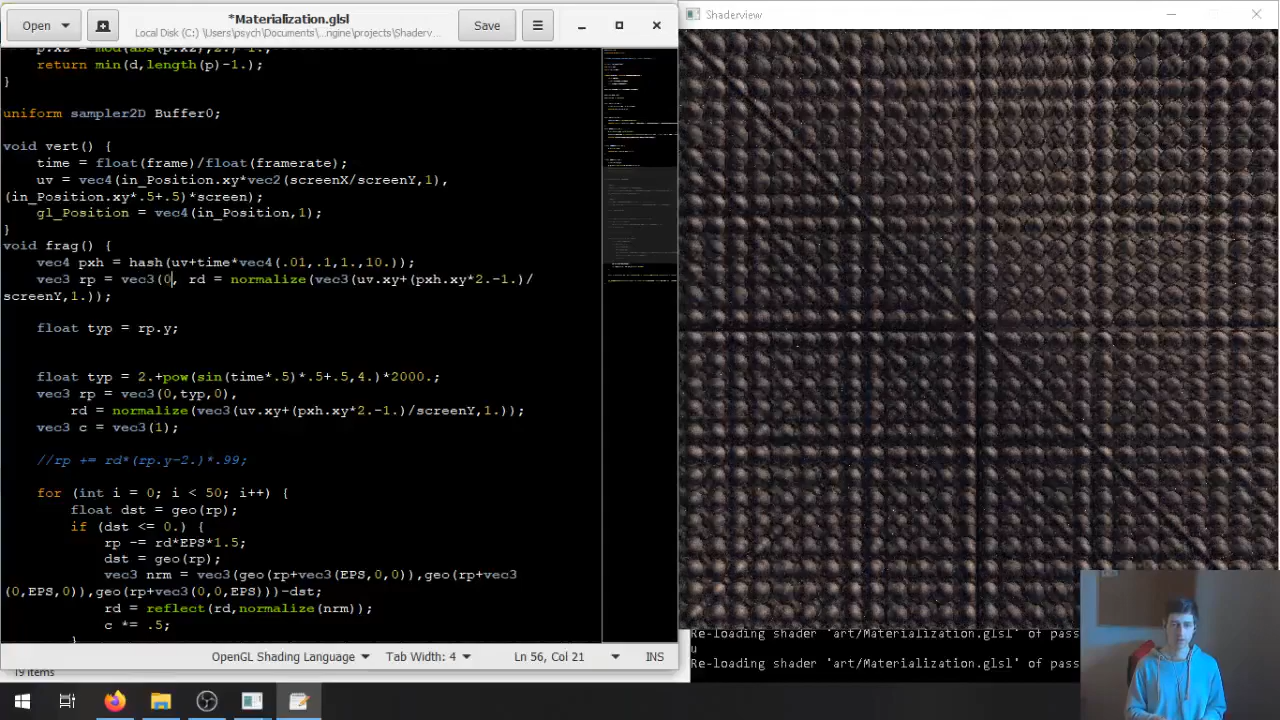 Open
*Materialization.glsl
Local Disk (C:) \Users\psych\Documents\...ngine\projects\Shaderv...
Save
Shaderview
return min(d,length(p)-1.);
}
uniform sampler2D Buffer0;
void vert() {
time = float(frame)/float(framerate);
uv = vec4(in_Position.xy*vec2(screenX/screenY,1),
(in_Position.xy*.5+.5)*screen);
gl_Position = vec4(in_Position,1);
}
void frag() {
vec4 pxh = hash(uv+time*vec4(.01,.1,1.,10.));
vec3 rp = vec3(0, rd = normalize(vec3(uv.xy+(pxh.xy*2.-1.)/
screenY,1.));
float typ = rp.y;
float typ = 2.+pow(sin(time*.5)*.5+.5,4.)*2000.;
vec3 rp = vec3(0,typ,0),
rd = normalize(vec3(uv.xy+(pxh.xy*2.-1.)/screenY,1.));
vec3 c = vec3(1);
//rp += rd*(rp.y-2.)*.99;
for (int i = 0; i < 50; i++) {
float dst = geo(rp);
if (dst <= 0.) {
rp -= rd*EPS*1.5;
dst = geo(rp);
vec3 nrm = vec3(geo(rp+vec3(EPS,0,0)),geo(rp+vec3
(0,EPS,0)),geo(rp+vec3(0,0,EPS)))-dst;
rd = reflect(rd,normalize(nrm));
c *= .5;
}
OpenGL Shading Language
Tab Width: 4
Ln 56, Col 21
INS
19 items
Re-loading shader 'art/Materialization.glsl' of pass
u
Re-loading shader 'art/Materialization.glsl' of pass